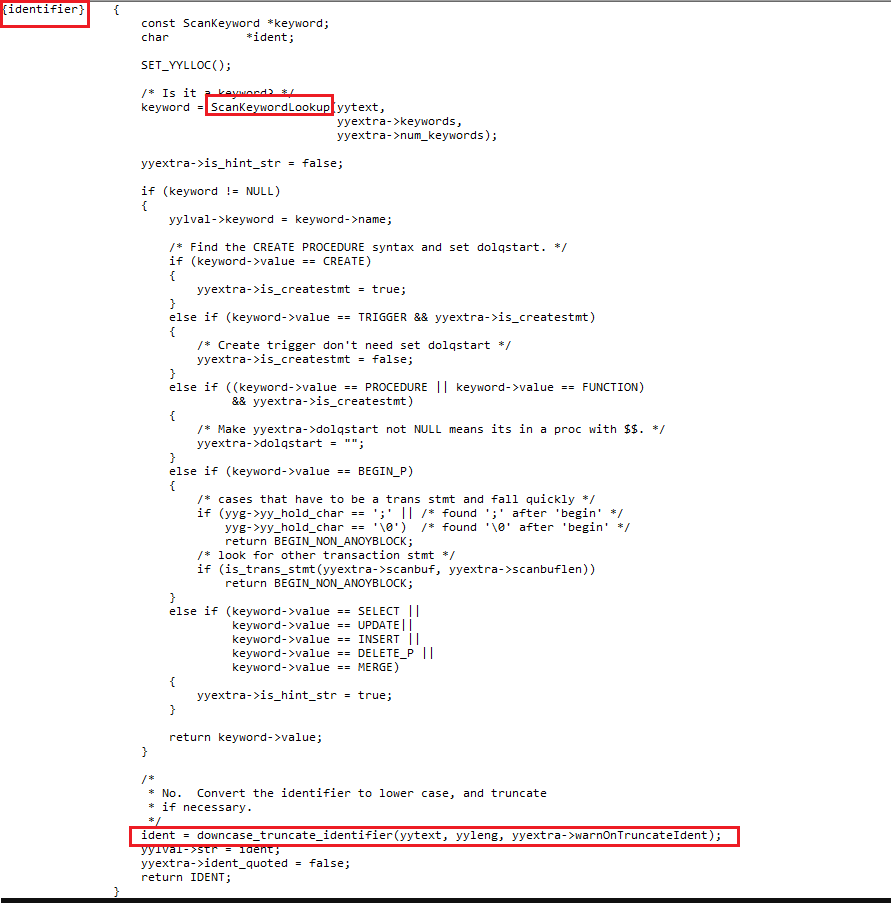 {identifier}    {
                    const ScanKeyword *keyword;
                    char           *ident;

                    SET_YYLLOC();

                    /* Is it a keyword? */
                    keyword = ScanKeywordLookup(yytext,
                                                yyextra->keywords,
                                                yyextra->num_keywords);

                    yyextra->is_hint_str = false;

                    if (keyword != NULL)
                    {
                        yylval->keyword = keyword->name;

                        /* Find the CREATE PROCEDURE syntax and set dolqstart. */
                        if (keyword->value == CREATE)
                        {
                            yyextra->is_createstmt = true;
                        }
                        else if (keyword->value == TRIGGER && yyextra->is_createstmt)
                        {
                            /* Create trigger don't need set dolqstart */
                            yyextra->is_createstmt = false;
                        }
                        else if ((keyword->value == PROCEDURE || keyword->value == FUNCTION)
                                 && yyextra->is_createstmt)
                        {
                            /* Make yyextra->dolqstart not NULL means its in a proc with $$. */
                            yyextra->dolqstart = "";
                        }
                        else if (keyword->value == BEGIN_P)
                        {
                            /* cases that have to be a trans stmt and fall quickly */
                            if (yyg->yy_hold_char == ';' || /* found ';' after 'begin' */
                                yyg->yy_hold_char == '\0')  /* found '\0' after 'begin' */
                                return BEGIN_NON_ANOYBLOCK;
                            /* look for other transaction stmt */
                            if (is_trans_stmt(yyextra->scanbuf, yyextra->scanbuflen))
                                return BEGIN_NON_ANOYBLOCK;
                        }
                        else if (keyword->value == SELECT ||
                                 keyword->value == UPDATE||
                                 keyword->value == INSERT ||
                                 keyword->value == DELETE_P ||
                                 keyword->value == MERGE)
                        {
                            yyextra->is_hint_str = true;
                        }

                        return keyword->value;
                    }

                    /*
                     * No.  Convert the identifier to lower case, and truncate
                     * if necessary.
                     */
                    ident = downcase_truncate_identifier(yytext, yyleng, yyextra->warnOnTruncateIdent);
                    yylval->str = ident;
                    yyextra->ident_quoted = false;
                    return IDENT;
                }